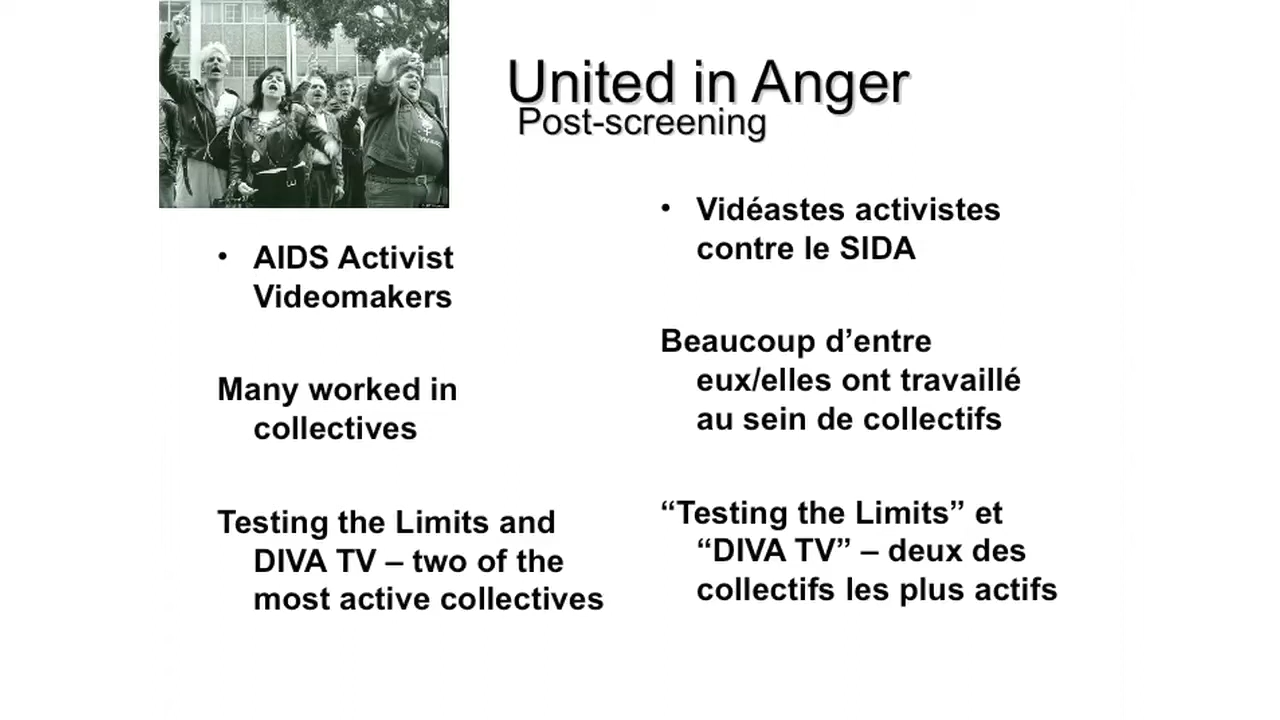 United in Anger
Post-screening
• AIDS Activist
Videomakers
Many worked in
collectives
Testing the Limits and
DIVA TV – two of the
most active collectives
• Vidéastes activistes
contre le SIDA
Beaucoup d’entre
eux/elles ont travaillé
au sein de collectifs
“Testing the Limits” et
“DIVA TV” – deux des
collectifs les plus actifs